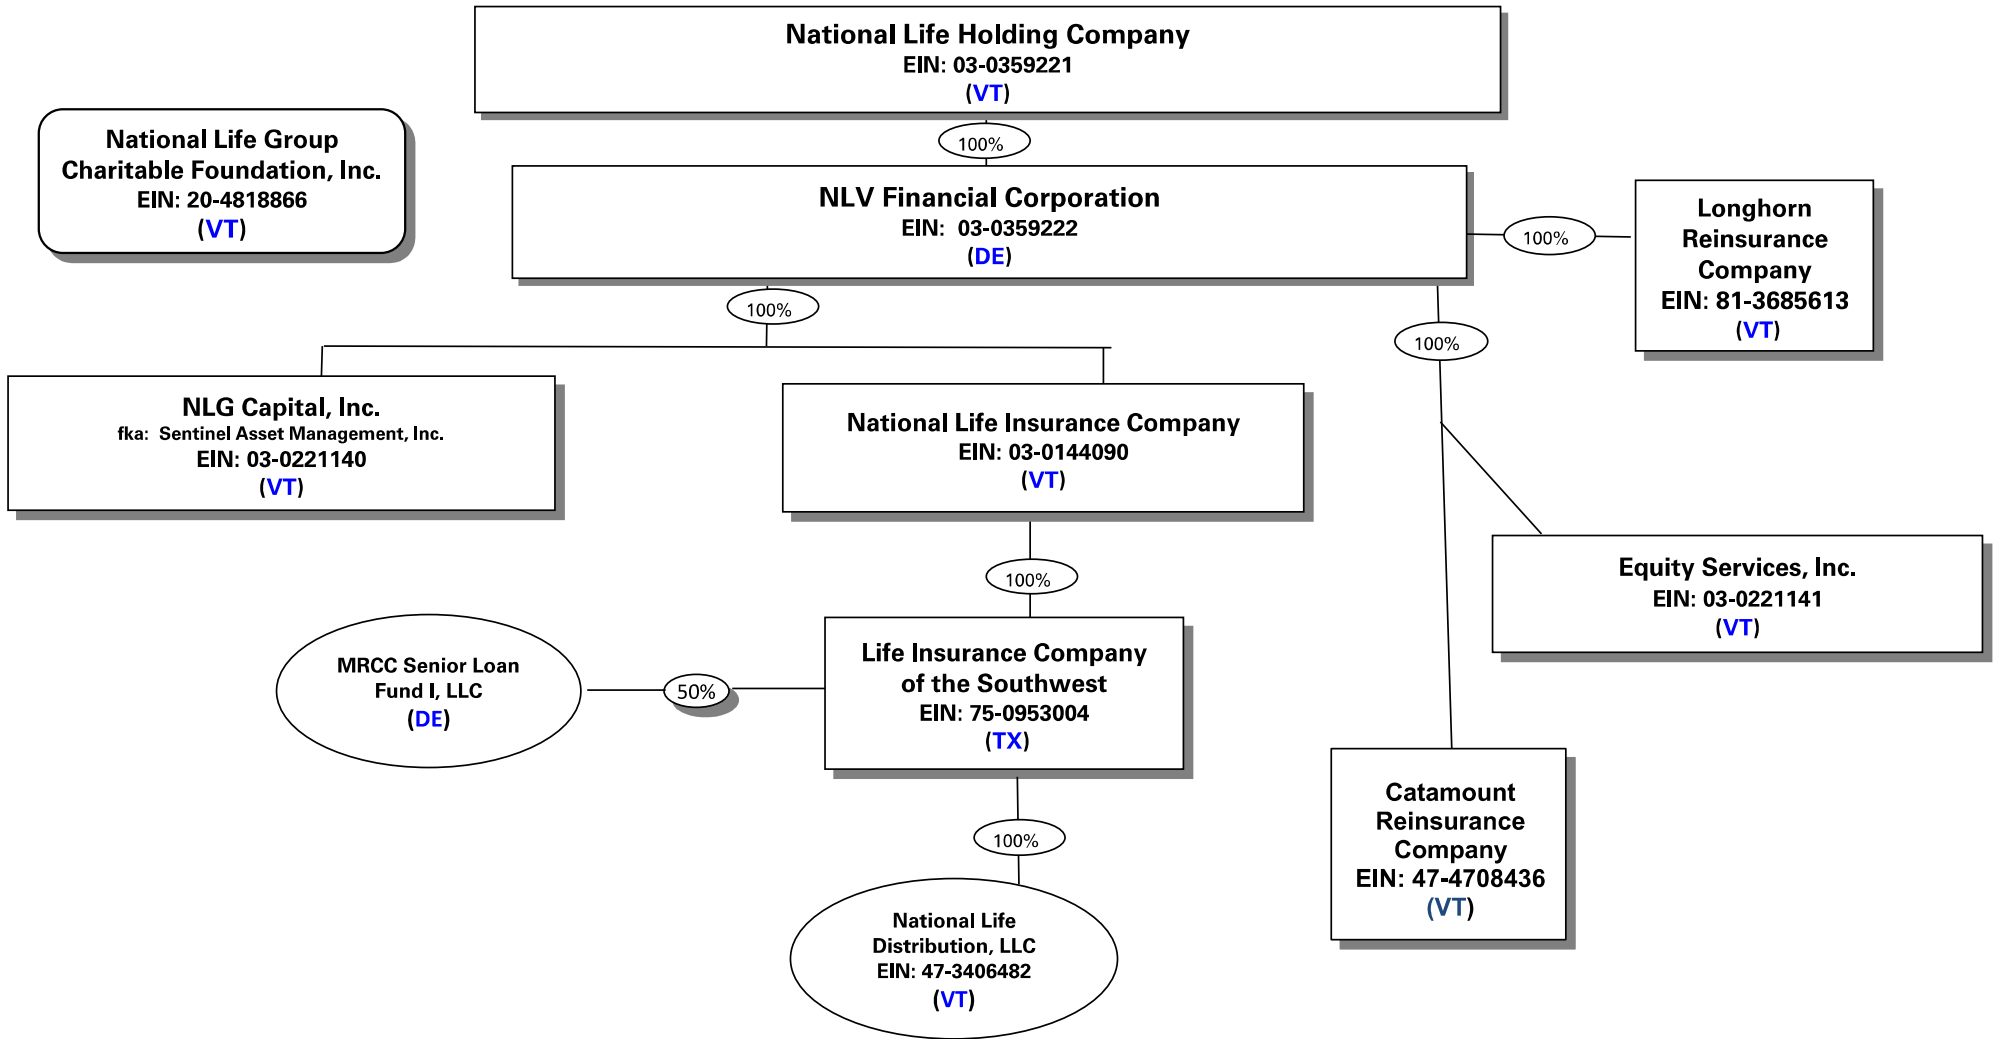 National Life Holding Company
EIN: 03-0359221
(VT)
100%
National Life Group
Charitable Foundation, Inc.
EIN: 20-4818866
(VT)
NLV Financial Corporation
EIN: 03-0359222
(DE)
100%
Longhorn
Reinsurance
Company
EIN: 81-3685613
(VT)
100%
100%
NLG Capital, Inc.
fka: Sentinel Asset Management, Inc.
EIN: 03-0221140
(VT)
National Life Insurance Company
EIN: 03-0144090
(VT)
100%
Equity Services, Inc.
EIN: 03-0221141
(VT)
MRCC Senior Loan
Fund I, LLC
(DE)
50%
Life Insurance Company
of the Southwest
EIN: 75-0953004
(TX)
100%
Catamount
Reinsurance
Company
EIN: 47-4708436
(VT)
National Life
Distribution, LLC
EIN: 47-3406482
(VT)